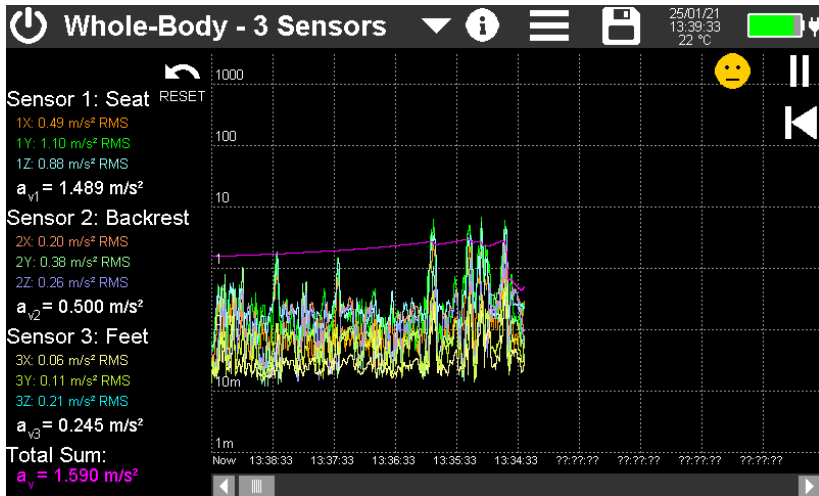 Whole-Body - 3 Sensors
i
25/01/21
13:39:33
22 °C
RESET
Sensor 1: Seat
1X: 0.49 m/s² RMS
1Y: 1.10 m/s² RMS
1Z: 0.88 m/s² RMS
av1 = 1.489 m/s²
Sensor 2: Backrest
2X: 0.20 m/s² RMS
2Y: 0.38 m/s² RMS
2Z: 0.26 m/s² RMS
av2 = 0.500 m/s²
Sensor 3: Feet
3X: 0.06 m/s² RMS
3Y: 0.11 m/s² RMS
3Z: 0.21 m/s² RMS
av3 = 0.245 m/s²
Total Sum:
av = 1.590 m/s²
1000
100
10
1
10m
1m
Now 13:38:33 13:37:33 13:36:33 13:35:33 13:34:33 ??:??:?? ??:??:?? ??:??:?? ??:??:??